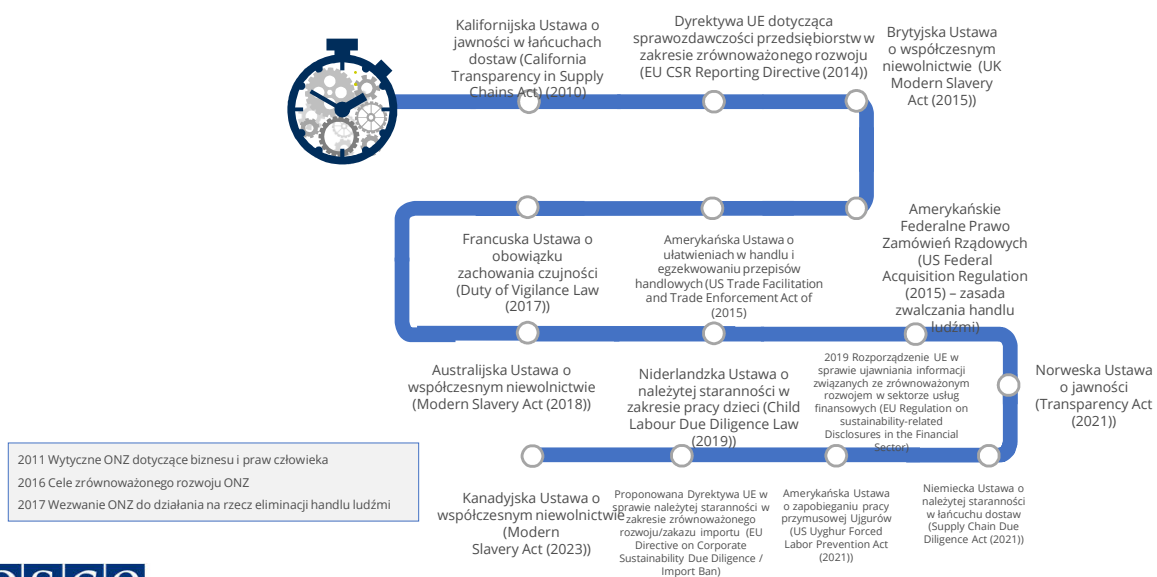 Kalifornijska Ustawa o
jawności w łańcuchach
dostaw (California
Transparency in Supply
Chains Act) (2010)
Dyrektywa UE dotycząca
sprawozdawczości przedsiębiorstw w
zakresie zrównoważonego rozwoju
(EU CSR Reporting Directive (2014))
Brytyjska Ustawa
o współczesnym
niewolnictwie (UK
Modern Slavery
Act (2015))
Francuska Ustawa o
obowiązku
zachowania czujności
(Duty of Vigilance Law
(2017))
Amerykańska Ustawa o
ułatwieniach w handlu i
egzekwowaniu przepisów
handlowych (US Trade Facilitation
and Trade Enforcement Act of
(2015)
Amerykańskie
Federalne Prawo
Zamówień Rządowych
(US Federal
Acquisition Regulation
(2015) – zasada
zwalczania handlu
ludźmi)
Australijska Ustawa o
współczesnym niewolnictwie
(Modern Slavery Act (2018))
Niderlandzka Ustawa o
należytej staranności w
zakresie pracy dzieci (Child
Labour Due Diligence Law
(2019))
2019 Rozporządzenie UE w
sprawie ujawniania informacji
związanych ze zrównoważonym
rozwojem w sektorze usług
finansowych (EU Regulation on
sustainability-related
Disclosures in the Financial
Sector)
Norweska Ustawa
o jawności
(Transparency Act
(2021))
2011 Wytyczne ONZ dotyczące biznesu i praw człowieka
2016 Cele zrównoważonego rozwoju ONZ
2017 Wezwanie ONZ do działania na rzecz eliminacji handlu ludźmi
Kanadyjska Ustawa o
współczesnym niewolnictwie
(Modern
Slavery Act (2023))
Proponowana Dyrektywa UE w
sprawie należytej staranności w
zakresie zrównoważonego
rozwoju/zakazu importu (EU
Directive on Corporate
Sustainability Due Diligence /
Import Ban)
Amerykańska Ustawa
o zapobieganiu pracy
przymusowej Ujgurów
(US Uyghur Forced
Labor Prevention Act
(2021))
Niemiecka Ustawa o
należytej staranności
w łańcuchu dostaw
(Supply Chain Due
Diligence Act (2021))